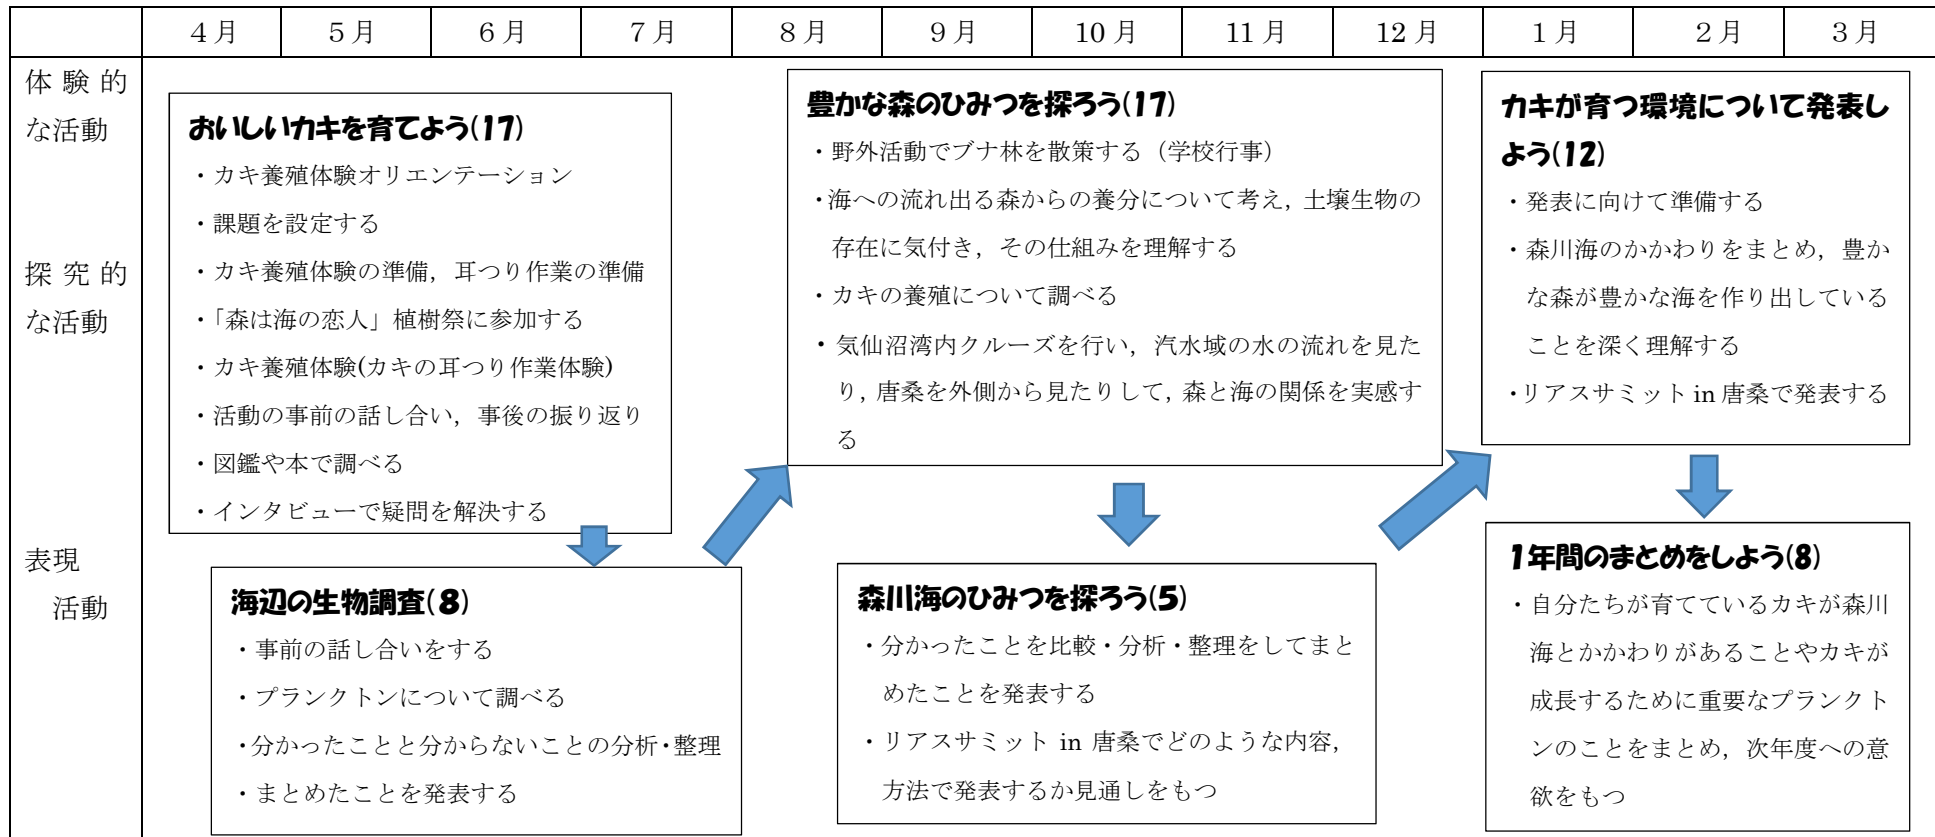 4月 5月 6月 7月 8月 9月 10月 11月 12月 1月 2月 3月
体験的
な活動
探究的
な活動
表現
活動
おいしいカキを育てよう(17)
・カキ養殖体験オリエンテーション
・課題を設定する
・カキ養殖体験の準備，耳つり作業の準備
・「森は海の恋人」植樹祭に参加する
・カキ養殖体験(カキの耳つり作業体験)
・活動の事前の話し合い，事後の振り返り
・図鑑や本で調べる
・インタビューで疑問を解決する
海辺の生物調査(8)
・事前の話し合いをする
・プランクトンについて調べる
・分かったことと分からないことの分析・整理
・まとめたことを発表する
豊かな森のひみつを探ろう(17)
・野外活動でブナ林を散策する（学校行事）
・海への流れ出る森からの養分について考え，土壌生物の
存在に気付き，その仕組みを理解する
・カキの養殖について調べる
・気仙沼湾内クルーズを行い，汽水域の水の流れを見た
り，唐桑を外側から見たりして，森と海の関係を実感す
る
森川海のひみつを探ろう(5)
・分かったことを比較・分析・整理をしてまと
めたことを発表する
・リアスサミット in 唐桑でどのような内容，
方法で発表するか見通しをもつ
カキが育つ環境について発表し
よう(12)
・発表に向けて準備する
・森川海のかかわりをまとめ，豊か
な森が豊かな海を作り出している
ことを深く理解する
・リアスサミット in 唐桑で発表する
1年間のまとめをしよう(8)
・自分たちが育てているカキが森川
海とかかわりがあることやカキが
成長するために重要なプランクト
ンのことをまとめ，次年度への意
欲をもつ